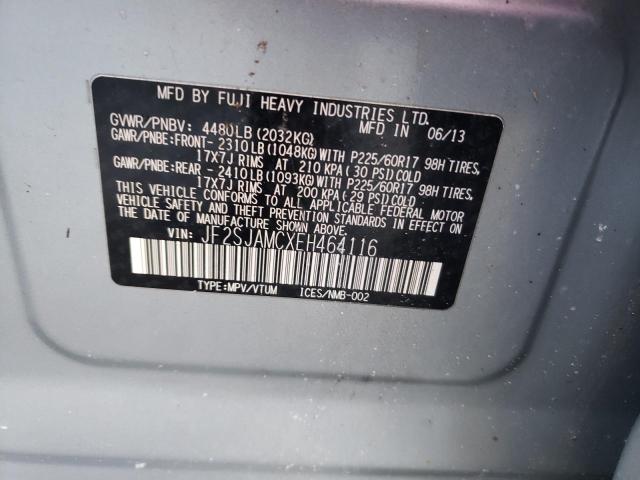 MFD BY FUJI HEAVY INDUSTRIES LTD.
GVWR/PNBV: 4480LB(2032KG) MFD IN 06/13
GAWR/PNBE:FRONT- 2310LB(1048KG)WITH P225/60R17 98H TIRES,
17X7J RIMS AT 210 KPA(30 PSI)COLD
GAWR/PNBE:REAR - 2410LB(1093KG)WITH P225/60R17 98H TIRES,
17X7J RIMS AT 200 KPA(29 PSI)COLD
THIS VEHICLE CONFORMS TO ALL APPLICABLE FEDERAL MOTOR
VEHICLE SAFETY AND THEFT PREVENTION STANDARDS IN EFFECT ON
THE DATE OF MANUFACTURE SHOWN ABOVE.
VIN: JF2SJAMCXEH464116
TYPE:MPV/VTUM ICES/NMB-002